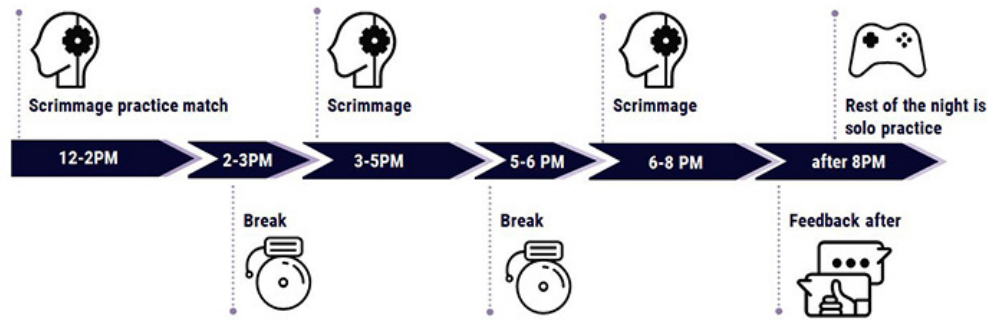 Scrimmage practice match
Scrimmage
Scrimmage
Rest of the night is
solo practice
12-2PM
2-3PM
3-5PM
5-6 PM
6-8 PM
after 8PM
Break
Break
Feedback after